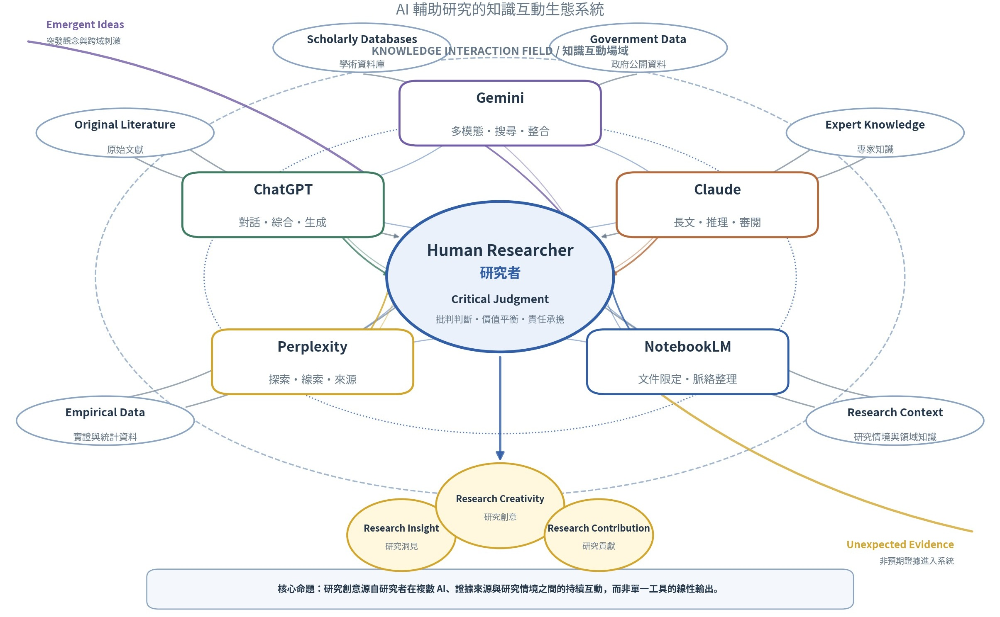 AI 輔助研究的知識互動生態系統
Emergent Ideas
突發觀念與跨域刺激
Scholarly Databases
學術資料庫
Government Data
政府公開資料
KNOWLEDGE INTERACTION FIELD / 知識互動場域
Gemini
多模態・搜尋・整合
Original Literature
原始文獻
Expert Knowledge
專家知識
ChatGPT
對話・綜合・生成
Claude
長文・推理・審閱
Human Researcher
研究者
Critical Judgment
批判判斷・價值平衡・責任承擔
Perplexity
探索・線索・來源
NotebookLM
文件限定・脈絡整理
Empirical Data
實證與統計資料
Research Context
研究情境與領域知識
Research Creativity
研究創意
Research Insight
研究洞見
Research Contribution
研究貢獻
Unexpected Evidence
非預期證據進入系統
核心命題：研究創意源自研究者在複數 AI、證據來源與研究情境之間的持續互動，而非單一工具的線性輸出。